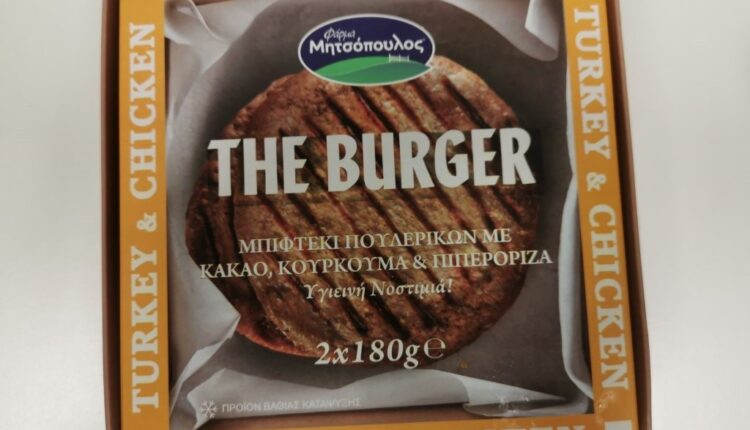 φάρμα
Μητσόπουλος
TURKEY & CHICKEN
TURKEY & CHICKEN
THE BURGER
ΜΠΙΦΤΕΚΙ ΠΟΥΛΕΡΙΚΩΝ ΜΕ
ΚΑΚΑΟ, ΚΟΥΡΚΟΥΜΑ & ΠΙΠΕΡΟΡΙΖΑ
Υγιεινή Νοστιμιά!
2x180g℮
ΠΡΟΪΟΝ ΒΑΘΙΑΣ ΚΑΤΑΨΥΞΗΣ